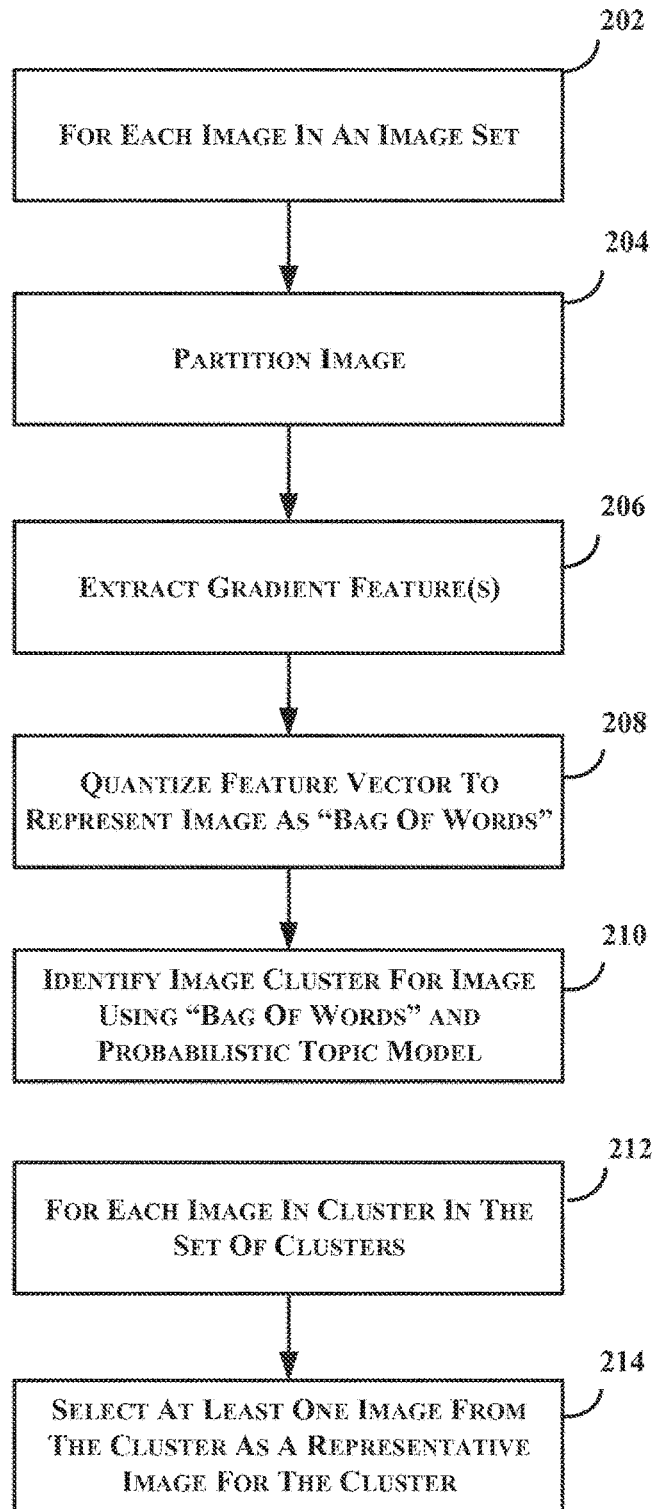 202
FOR EACH IMAGE IN AN IMAGE SET
204
PARTITION IMAGE
206
EXTRACT GRADIENT FEATURE(S)
208
QUANTIZE FEATURE VECTOR TO
REPRESENT IMAGE AS “BAG OF WORDS”
210
IDENTIFY IMAGE CLUSTER FOR IMAGE
USING “BAG OF WORDS” AND
PROBABILISTIC TOPIC MODEL
212
FOR EACH IMAGE IN CLUSTER IN THE
SET OF CLUSTERS
214
SELECT AT LEAST ONE IMAGE FROM
THE CLUSTER AS A REPRESENTATIVE
IMAGE FOR THE CLUSTER